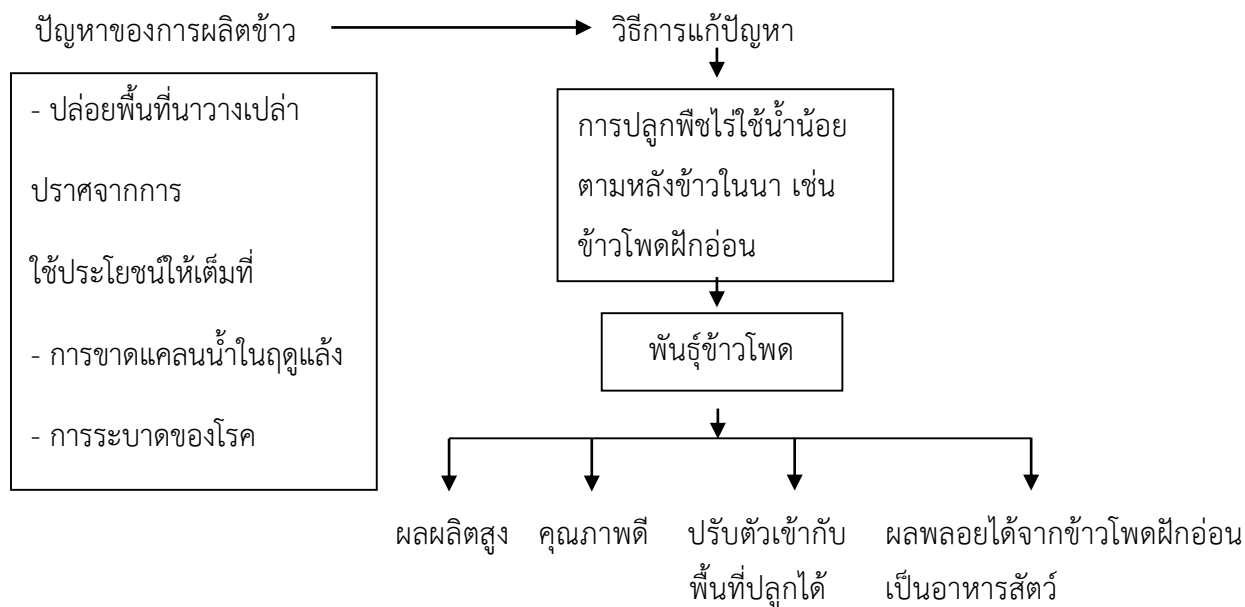 ปัญหาของการผลิตข้าว
วิธีการแก้ปัญหา
- ปล่อยพื้นที่นาวางเปล่า
ปราศจากการ
ใช้ประโยชน์ให้เต็มที่
- การขาดแคลนน้ำในฤดูแล้ง
- การระบาดของโรค
การปลูกพืชไร่ใช้น้ำน้อย
ตามหลังข้าวในนา เช่น
ข้าวโพดฝักอ่อน
พันธุ์ข้าวโพด
ผลผลิตสูง
คุณภาพดี
ปรับตัวเข้ากับ
พื้นที่ปลูกได้
ผลพลอยได้จากข้าวโพดฝักอ่อน
เป็นอาหารสัตว์